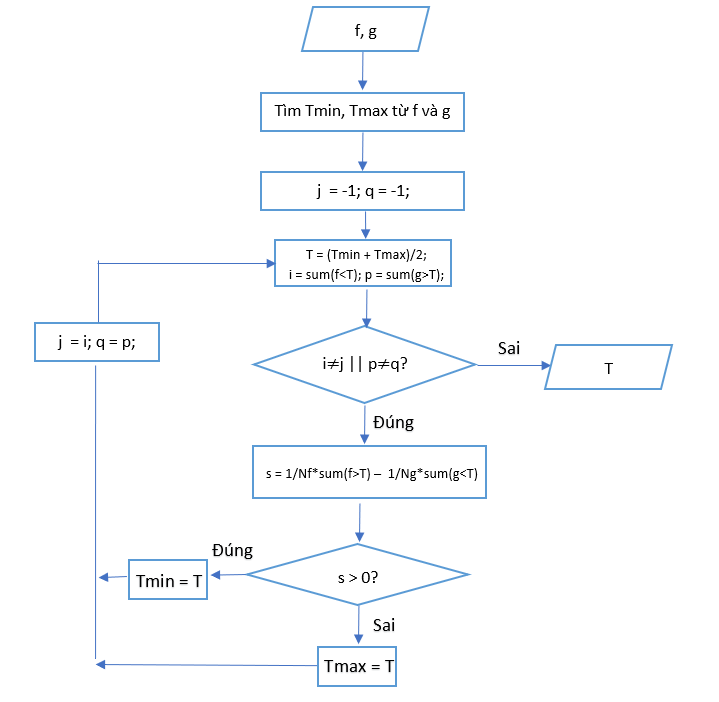 f, g
Tìm Tmin, Tmax từ f và g
j = -1; q = -1;
T = (Tmin + Tmax)/2;
i = sum(f<T); p = sum(g>T);
j = i; q = p;
i≠j || p≠q?
Sai
T
Đúng
s = 1/Nf*sum(f>T) – 1/Ng*sum(g<T)
Đúng
Tmin = T
s > 0?
Sai
Tmax = T